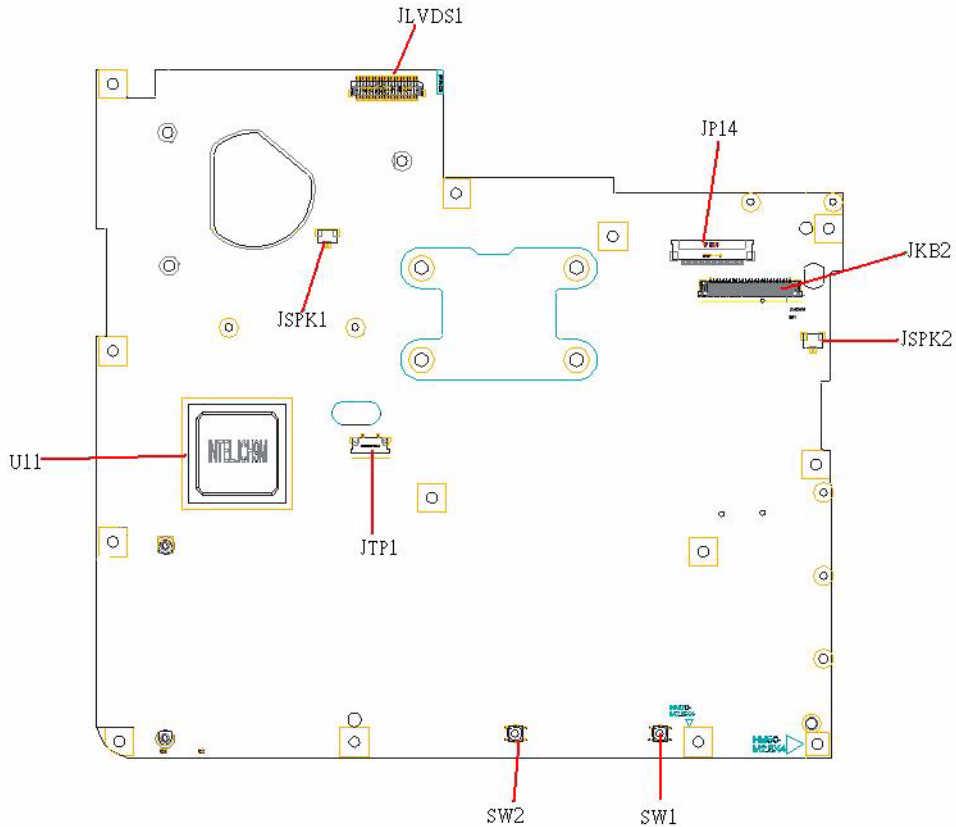 JLVDS1
JP14
JKB2
JSPK1
JSPK2
INTEL ICH9M
U11
JTP1
SW2
SW1